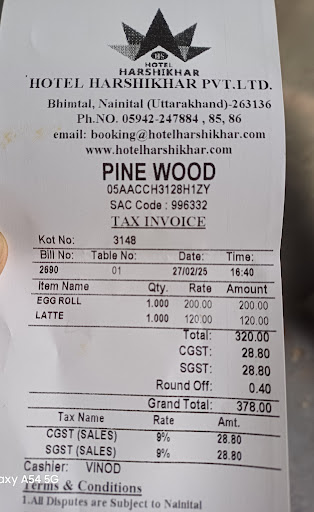 HS
HOTEL
HARSHIKHAR
HOTEL HARSHIKHAR PVT.LTD.
Bhimtal, Nainital (Uttarakhand)-263136
Ph.NO. 05942-247884 , 85, 86
email: booking@hotelharshikhar.com
www.hotelharshikhar.com
PINE WOOD
05AACCH3128H1ZY
SAC Code : 996332
TAX INVOICE
Kot No: 3148
Bill No: Table No: Date: Time:
2690 01 27/02/25 16:40
Item Name Qty. Rate Amount
EGG ROLL 1.000 200.00 200.00
LATTE 1.000 120.00 120.00
Total: 320.00
CGST: 28.80
SGST: 28.80
Round Off: 0.40
Grand Total: 378.00
Tax Name Rate Amt.
CGST (SALES) 9% 28.80
SGST (SALES) 9% 28.80
Cashier: VINOD
axy A54 5G
Terms & Conditions
1.All Disputes are Subject to Nainital